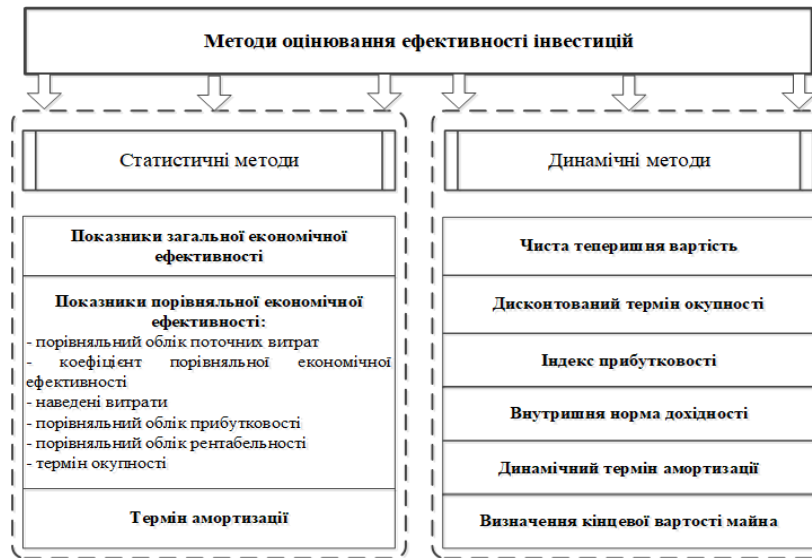 Методи оцінювання ефективності інвестицій
Статистичні методи
Показники загальної економічної
ефективності
Показники порівняльної економічної
ефективності:
- порівняльний облік поточних витрат
- коефіцієнт порівняльної економічної
ефективності
- наведені витрати
- порівняльний облік прибутковості
- порівняльний облік рентабельності
- термін окупності
Термін амортизації
Динамічні методи
Чиста теперишня вартість
Дисконтований термін окупності
Індекс прибутковості
Внутришня норма дохідності
Динамічний термін амортизації
Визначення кінцевої вартості майна